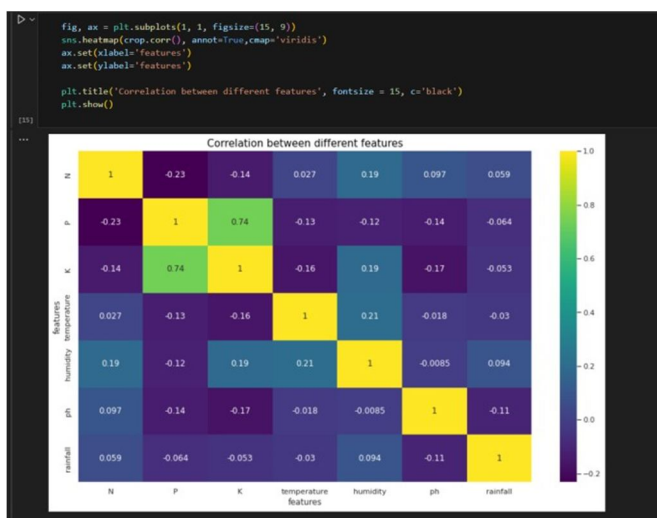 fig, ax = plt.subplots(1, 1, figsize=(15, 9))
sns.heatmap(crop.corr(), annot=True,cmap='viridis')
ax.set(xlabel='features')
ax.set(ylabel='features')
plt.title('Correlation between different features', fontsize = 15, c='black')
plt.show()
[15]
...
Correlation between different features
N 1 -0.23 -0.14 0.027 0.19 0.097 0.059
P -0.23 1 0.74 -0.13 -0.12 -0.14 -0.064
K -0.14 0.74 1 -0.16 0.19 -0.17 -0.053
temperature 0.027 -0.13 -0.16 1 0.21 -0.018 -0.03
humidity 0.19 -0.12 0.19 0.21 1 -0.0085 0.094
ph 0.097 -0.14 -0.17 -0.018 -0.0085 1 -0.11
rainfall 0.059 -0.064 -0.053 -0.03 0.094 -0.11 1
features
N P K temperature humidity ph rainfall
features
1.0
0.8
0.6
0.4
0.2
0.0
-0.2